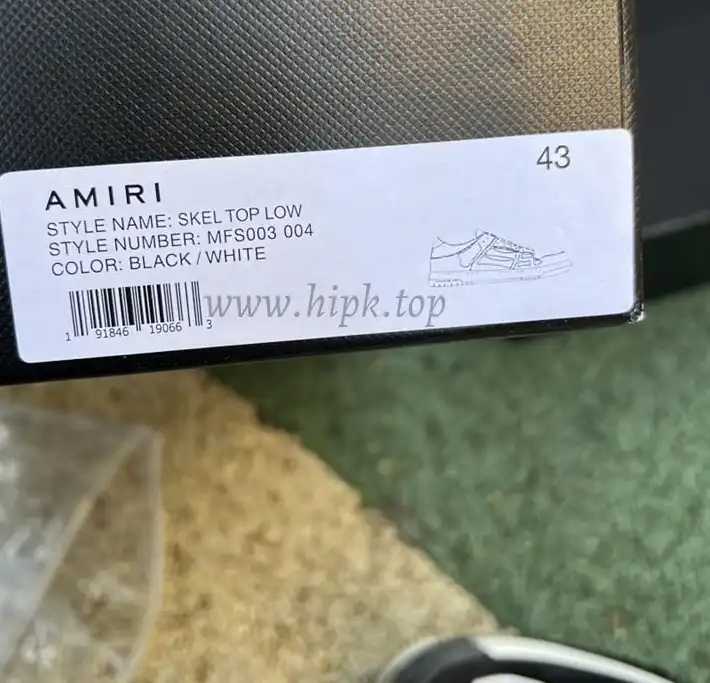 43
AMIRI
STYLE NAME: SKEL TOP LOW
STYLE NUMBER: MFS003 004
COLOR: BLACK / WHITE
www.hipk.top
1 91846 19066 3